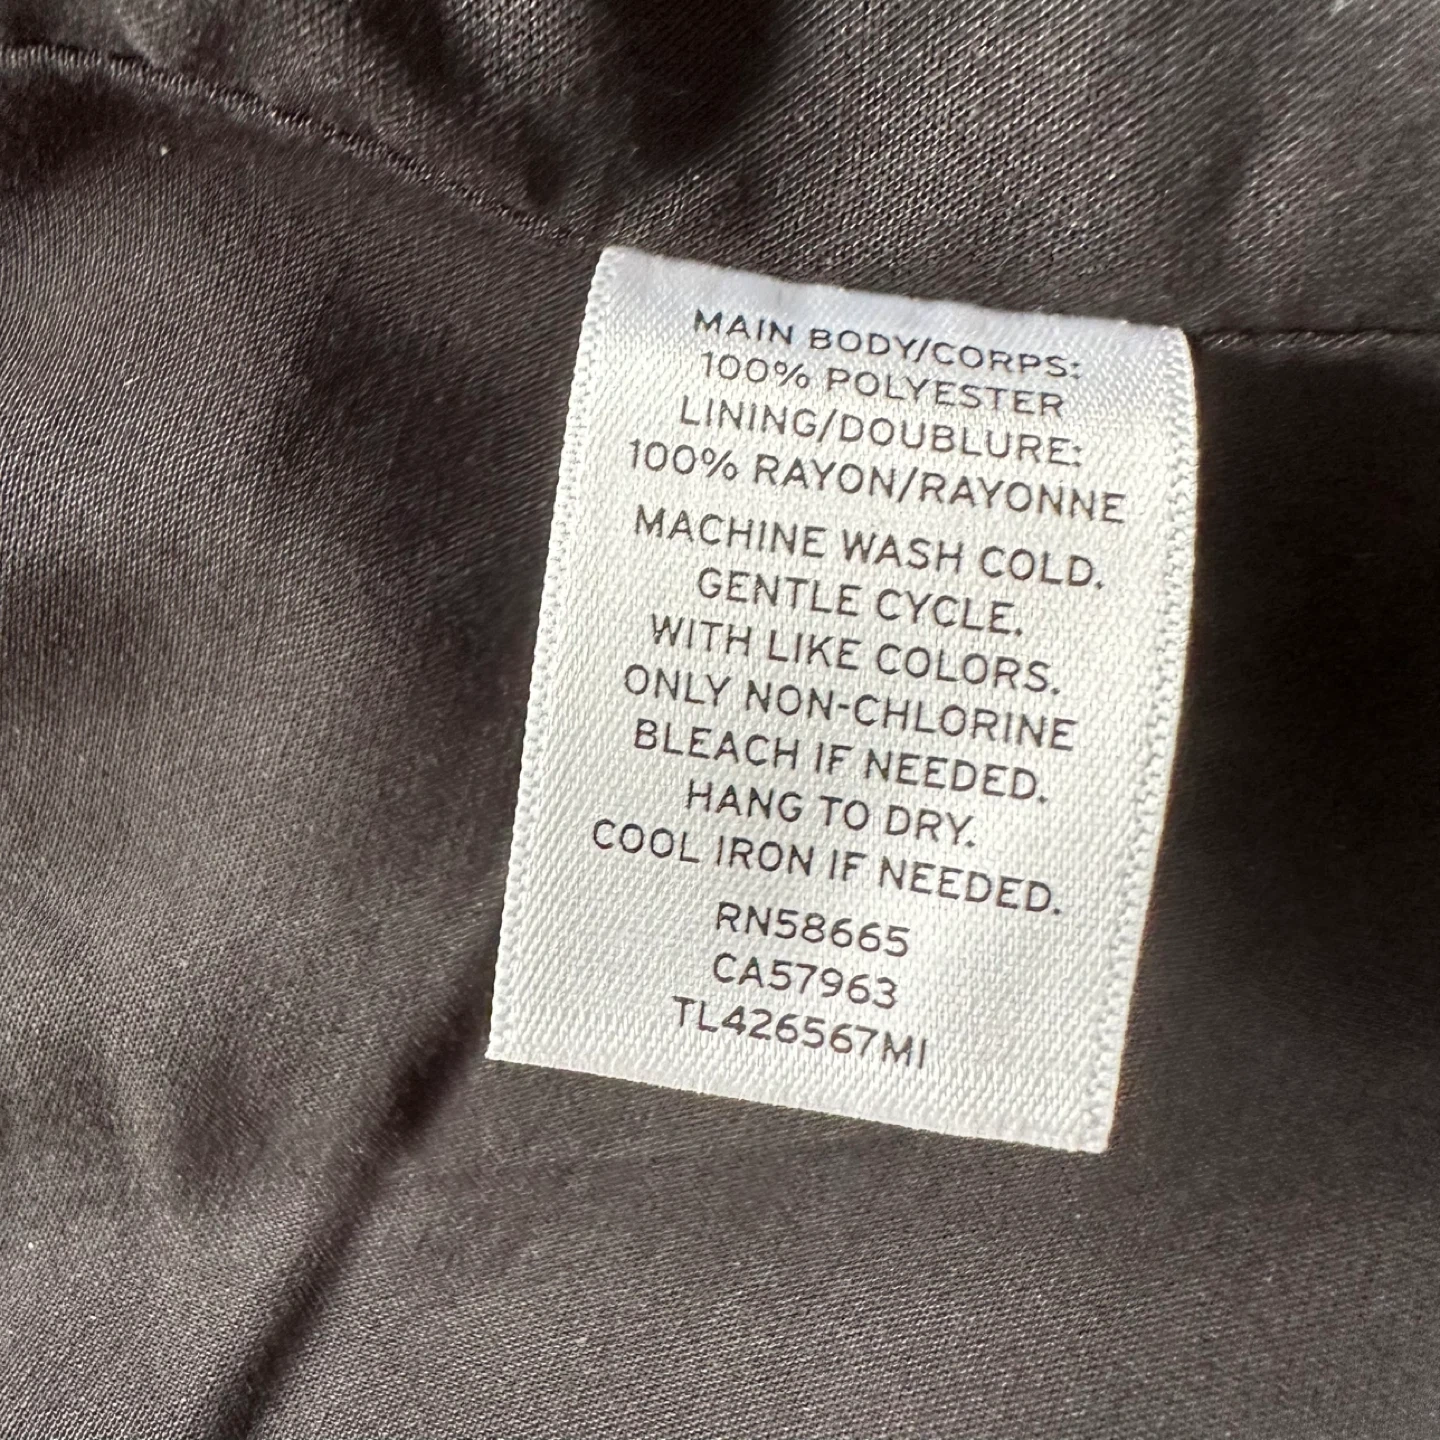 MAIN BODY/CORPS:
100% POLYESTER
LINING/DOUBLURE:
100% RAYON/RAYONNE
MACHINE WASH COLD.
GENTLE CYCLE.
WITH LIKE COLORS.
ONLY NON-CHLORINE
BLEACH IF NEEDED.
HANG TO DRY.
COOL IRON IF NEEDED.
RN58665
CA57963
TL426567MI